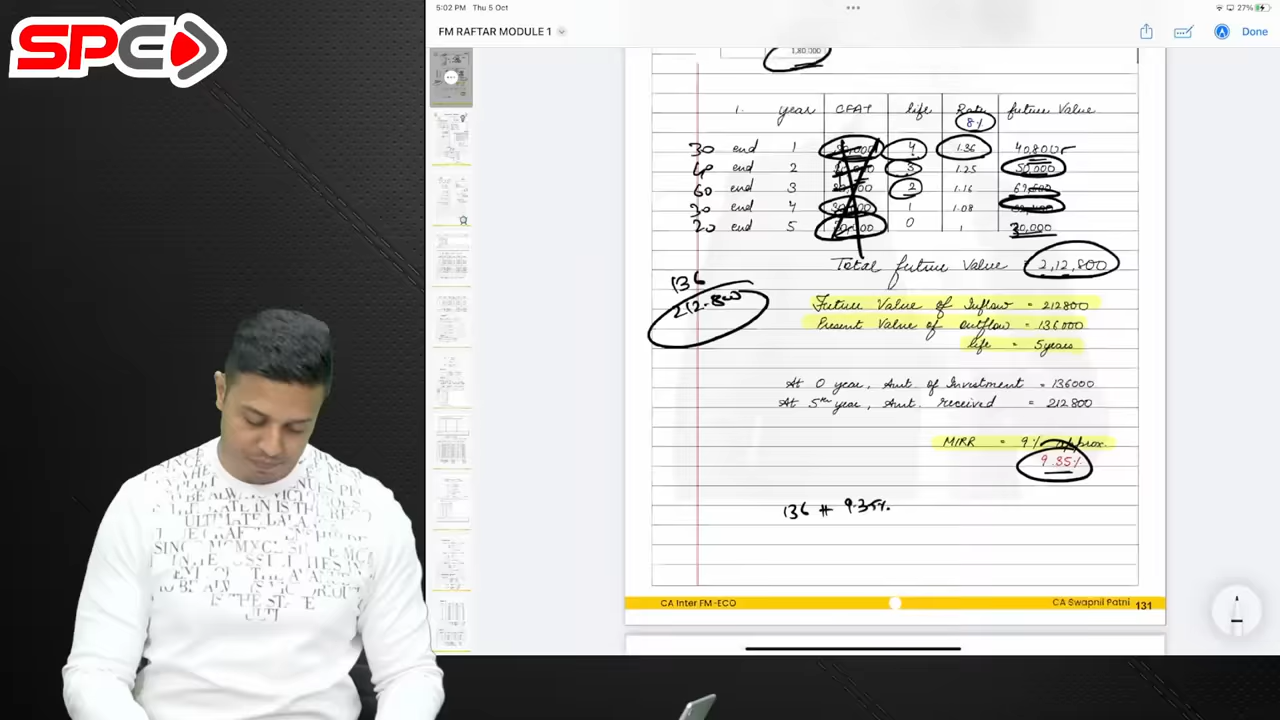 SPC
5:02 PM Thu 5 Oct
27%
FM RAFTAR MODULE 1
Done
1,80,000
1. year CFAT life Rate future Value
8%
30 end 1 4 1.36 40,800
40 end 2 1.25 50,000
60 end 3 2 1.16
30 end 4 1 1.08
20 end 5 0
Total future Value = 2,12,800
136
212.800
Future Value of Inflow = 212800
Present Value of outflow = 136000
life = 5years
At 0 year, Amt of Investment = 136000
At 5th year, Amt. received = 212800
MIRR = 9% approx
9.35%
136 + 9.35%
CA Inter FM -ECO
CA Swapnil Patni 131